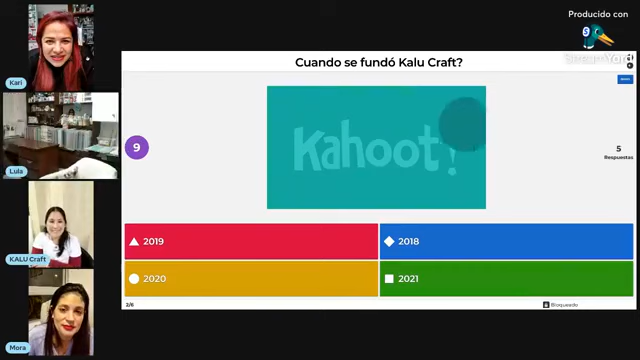 Producido con
StreamYard
Kari
Lula
KALU Craft
Mora
Cuando se fundó Kalu Craft?
9
Kahoot!
5
Respuestas
2019
2018
2020
2021
2/6
Bloqueado